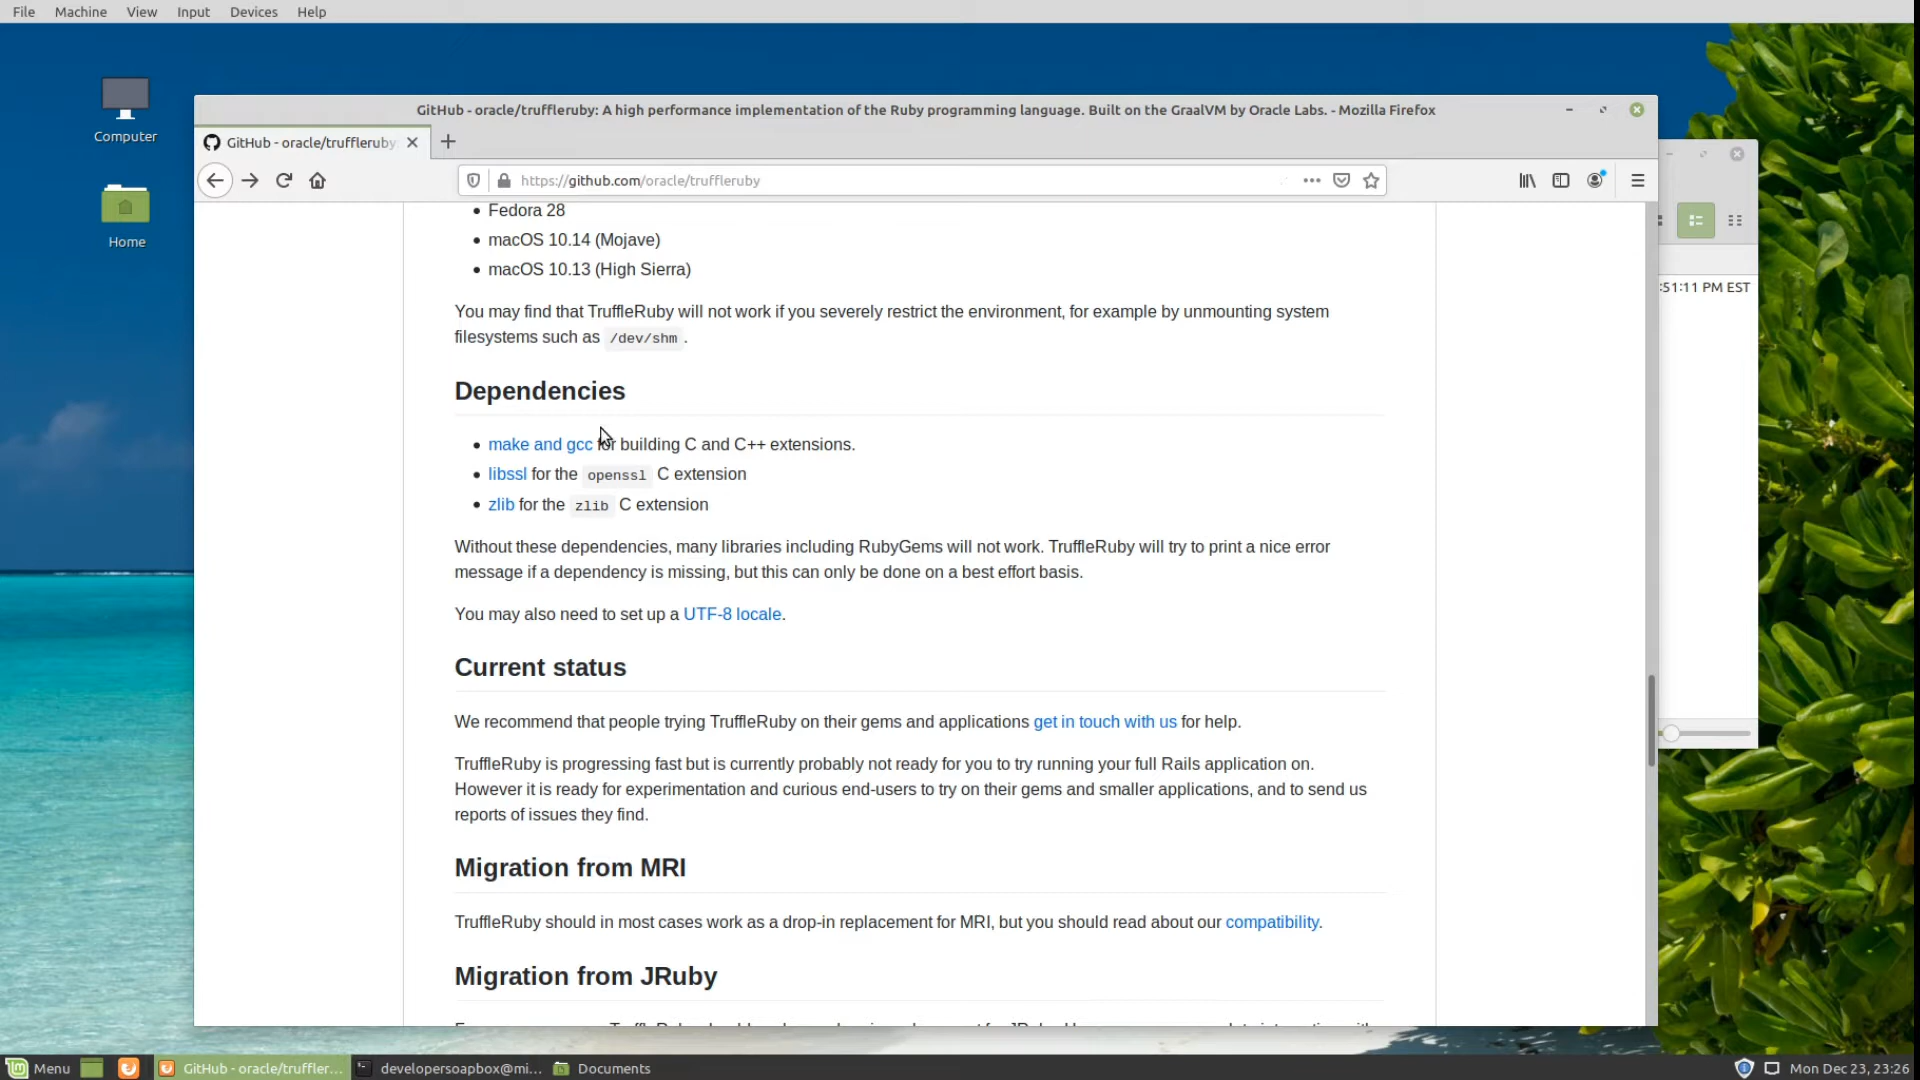 File Machine View Input Devices Help
Computer
Home
GitHub - oracle/truffleruby: A high performance implementation of the Ruby programming language. Built on the GraalVM by Oracle Labs. - Mozilla Firefox
GitHub - oracle/truffleruby:
https://github.com/oracle/truffleruby
:51:11 PM EST
• Fedora 28
• macOS 10.14 (Mojave)
• macOS 10.13 (High Sierra)
You may find that TruffleRuby will not work if you severely restrict the environment, for example by unmounting system
filesystems such as /dev/shm .
Dependencies
• make and gcc for building C and C++ extensions.
• libssl for the openssl C extension
• zlib for the zlib C extension
Without these dependencies, many libraries including RubyGems will not work. TruffleRuby will try to print a nice error
message if a dependency is missing, but this can only be done on a best effort basis.
You may also need to set up a UTF-8 locale.
Current status
We recommend that people trying TruffleRuby on their gems and applications get in touch with us for help.
TruffleRuby is progressing fast but is currently probably not ready for you to try running your full Rails application on.
However it is ready for experimentation and curious end-users to try on their gems and smaller applications, and to send us
reports of issues they find.
Migration from MRI
TruffleRuby should in most cases work as a drop-in replacement for MRI, but you should read about our compatibility.
Migration from JRuby
Menu GitHub - oracle/truffler... developersoapbox@mi... Documents Mon Dec 23, 23:26